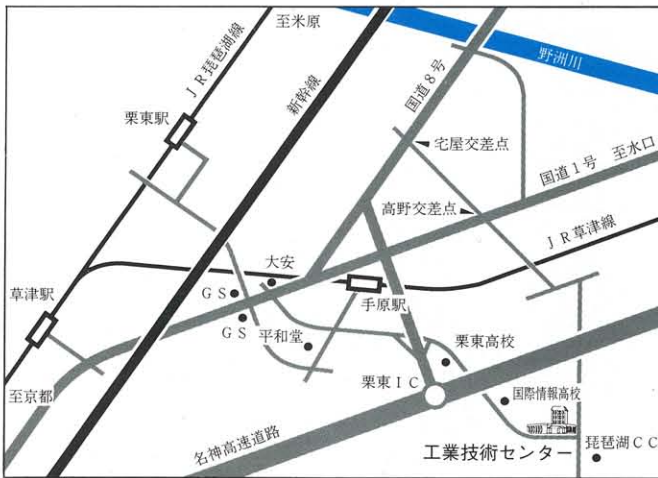 至米原
JR琵琶湖線
新幹線
国道8号
野洲川
栗東駅
宅屋交差点
国道1号
至水口
高野交差点
JR草津線
大安
草津駅
GS
手原駅
GS
平和堂
栗東高校
栗東IC
至京都
国際情報高校
名神高速道路
工業技術センター
琵琶湖CC